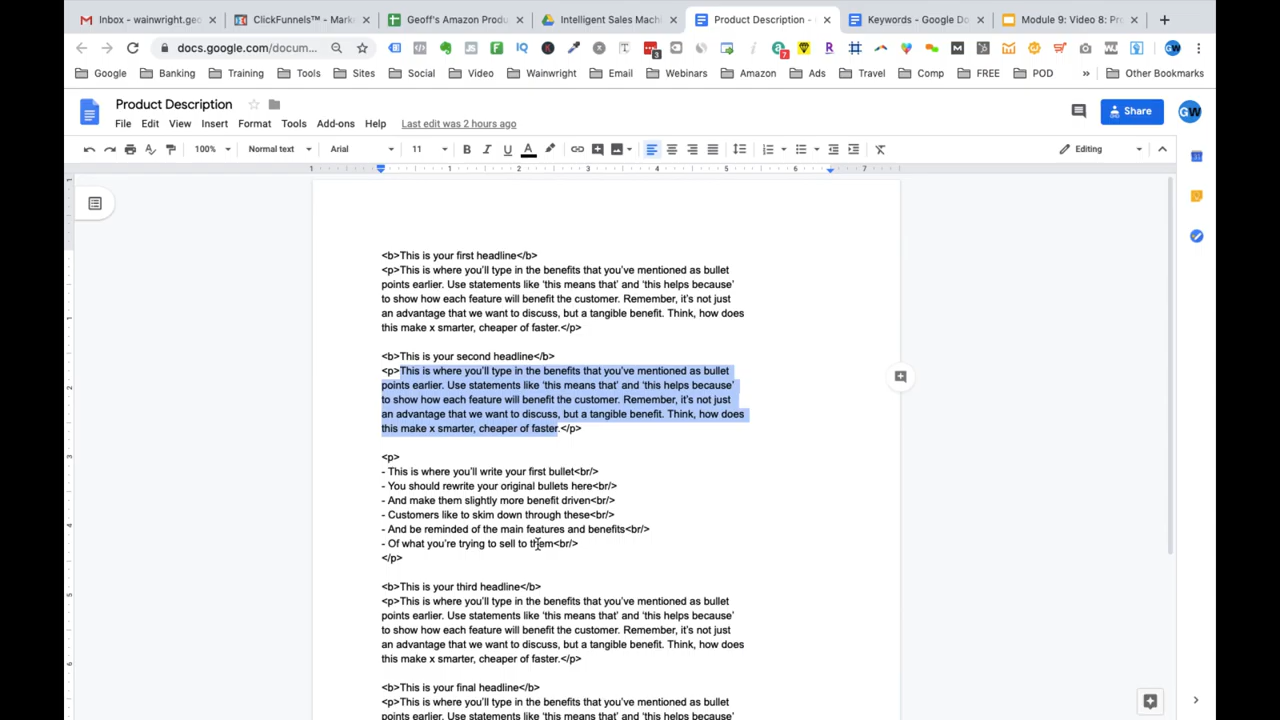 Inbox - wainwright.ge
ClickFunnels™ - Mark
Geoff's Amazon Produ
Intelligent Sales Mach
Product Description -
Keywords - Google Do
Module 9: Video 8: Pro
docs.google.com/docum...
3
7
Google
Banking
Training
Tools
Sites
Social
Video
Wainwright
Email
Webinars
Amazon
Ads
Travel
Comp
FREE
POD
»
Other Bookmarks
Product Description
Share
File Edit View Insert Format Tools Add-ons Help Last edit was 2 hours ago
100% Normal text Arial 11 B I U A Editing
1 1 2 3 4 5 6 7
<b>This is your first headline</b>
<p>This is where you'll type in the benefits that you've mentioned as bullet
points earlier. Use statements like 'this means that' and 'this helps because'
to show how each feature will benefit the customer. Remember, it's not just
an advantage that we want to discuss, but a tangible benefit. Think, how does
this make x smarter, cheaper of faster.</p>
<b>This is your second headline</b>
<p>This is where you'll type in the benefits that you've mentioned as bullet
points earlier. Use statements like 'this means that' and 'this helps because'
to show how each feature will benefit the customer. Remember, it's not just
an advantage that we want to discuss, but a tangible benefit. Think, how does
this make x smarter, cheaper of faster.</p>
<p>
- This is where you'll write your first bullet<br/>
- You should rewrite your original bullets here<br/>
- And make them slightly more benefit driven<br/>
- Customers like to skim down through these<br/>
- And be reminded of the main features and benefits<br/>
- Of what you're trying to sell to them<br/>
</p>
<b>This is your third headline</b>
<p>This is where you'll type in the benefits that you've mentioned as bullet
points earlier. Use statements like 'this means that' and 'this helps because'
to show how each feature will benefit the customer. Remember, it's not just
an advantage that we want to discuss, but a tangible benefit. Think, how does
this make x smarter, cheaper of faster.</p>
<b>This is your final headline</b>
<p>This is where you'll type in the benefits that you've mentioned as bullet
points earlier. Use statements like 'this means that' and 'this helps because'